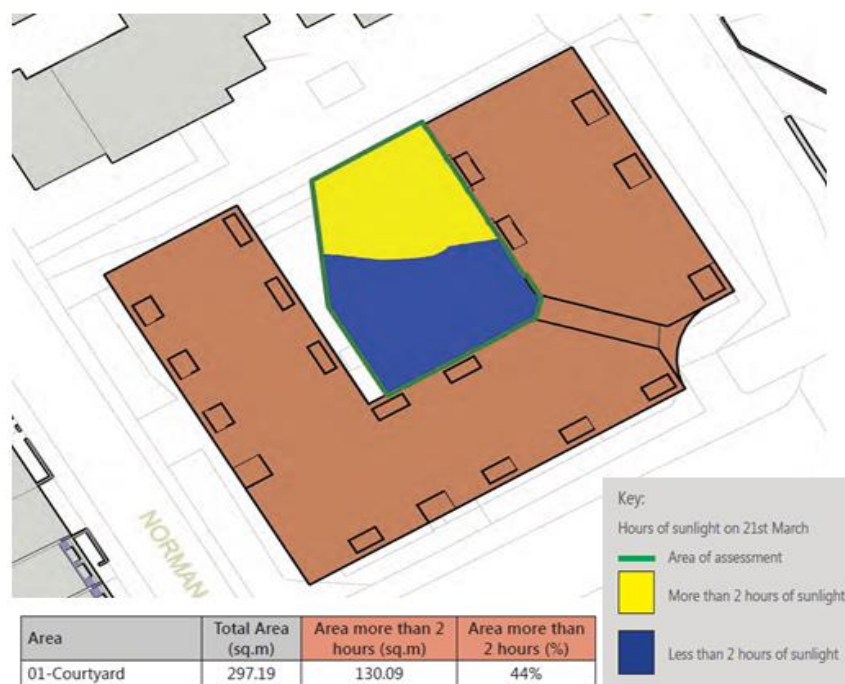 NORMAN
Key:
Hours of sunlight on 21st March
Area of assessment
More than 2 hours of sunlight
Less than 2 hours of sunlight
Area Total Area (sq.m) Area more than 2 hours (sq.m) Area more than 2 hours (%)
01-Courtyard 297.19 130.09 44%